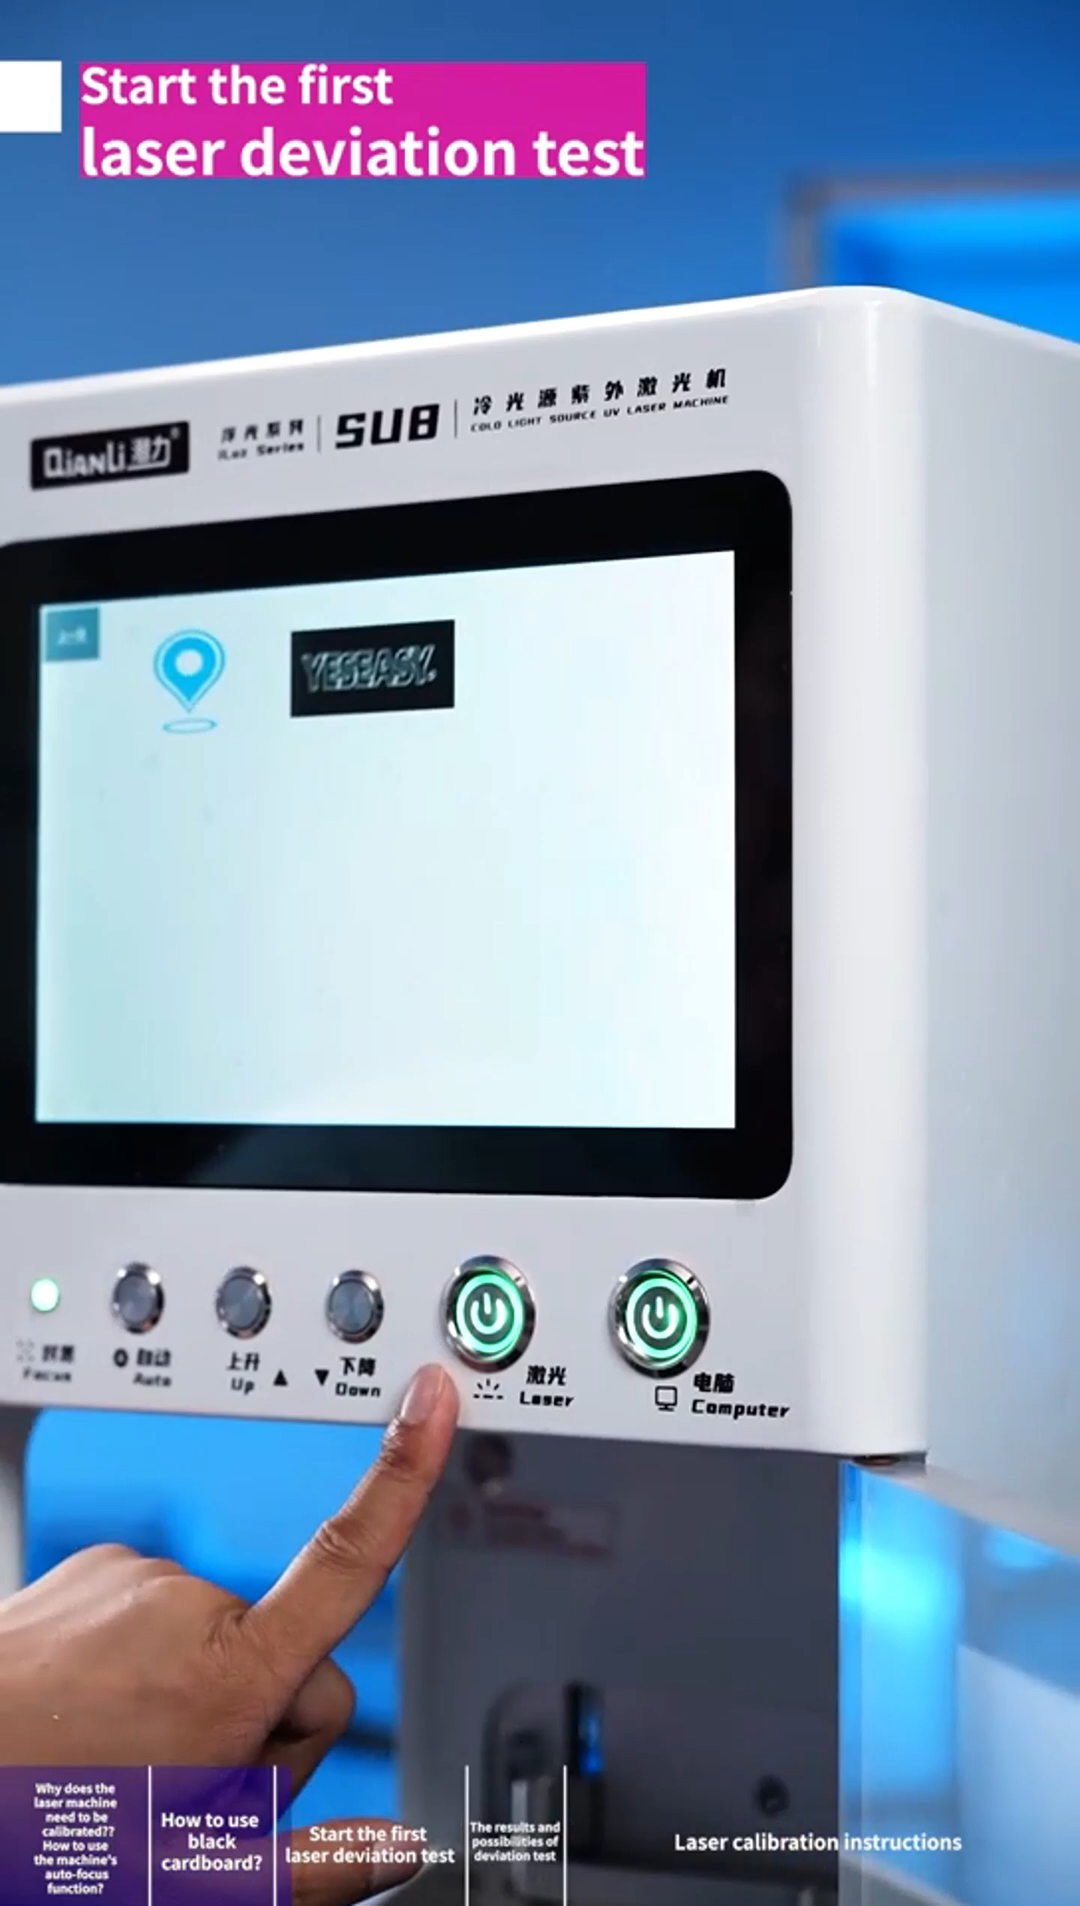 Start the first
laser deviation test
QIANLI 潜力®
冷光系列
iLuz Series
SU8
冷光源紫外激光机
COLD LIGHT SOURCE UV LASER MACHINE
YESEASY.
Focus
自动
Auto
上升
Up
下降
Down
激光
Laser
电脑
Computer
Why does the
laser machine
need to be
calibrated??
How to use
the machine's
auto-focus
function?
How to use
black
cardboard?
Start the first
laser deviation test
The results and
possibilities of
deviation test
Laser calibration instructions